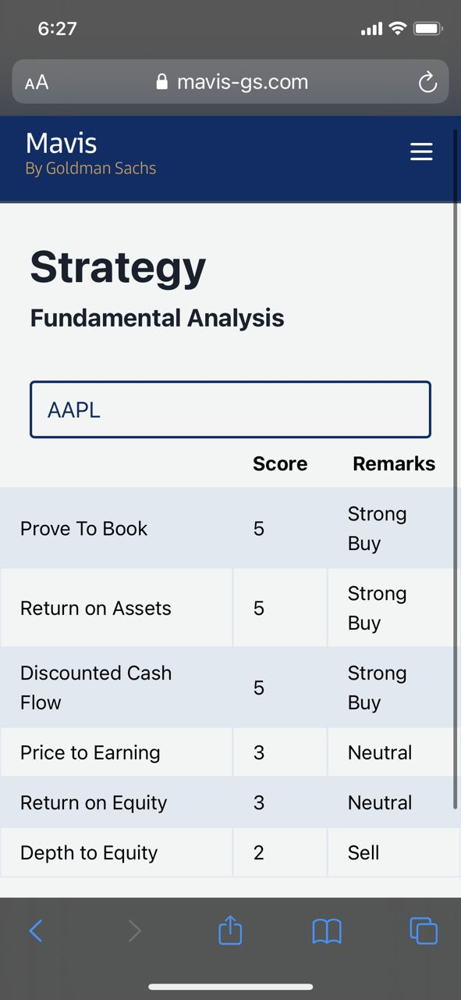 6:27
AA mavis-gs.com
Mavis
By Goldman Sachs
Strategy
Fundamental Analysis
AAPL
Score Remarks
Prove To Book 5 Strong Buy
Return on Assets 5 Strong Buy
Discounted Cash Flow 5 Strong Buy
Price to Earning 3 Neutral
Return on Equity 3 Neutral
Depth to Equity 2 Sell